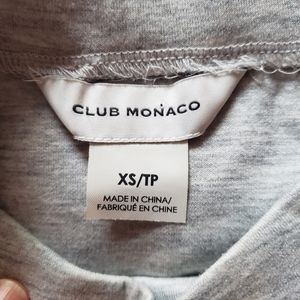 CLUB MONACO
XS/TP
MADE IN CHINA/
FABRIQUÉ EN CHINE